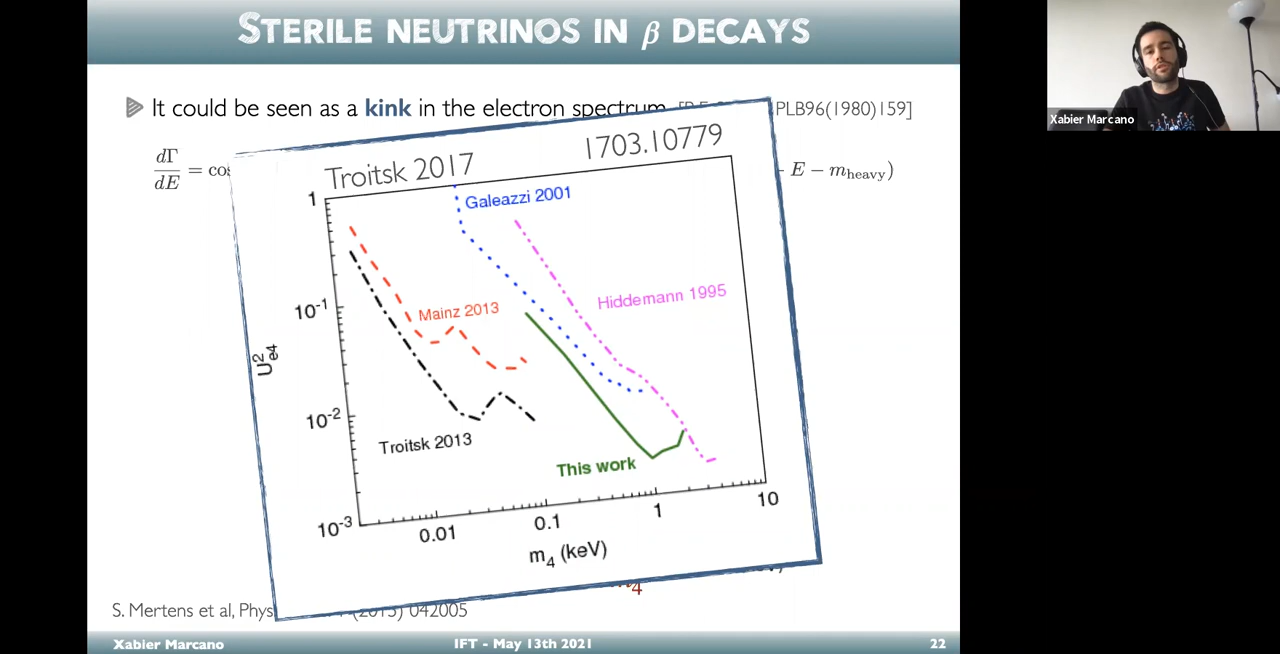 STERILE NEUTRINOS IN β DECAYS
It could be seen as a kink in the electron spectrum PLB96(1980)159]
dΓ/dE = cos - E − m_heavy)
Troitsk 2017 1703.10779
Galeazzi 2001
Hiddemann 1995
Mainz 2013
Troitsk 2013
This work
1
10⁻¹
10⁻²
10⁻³
U²e4
0.01 0.1 1 10
m₄ (keV)
4
S. Mertens et al, Phys 042005
Xabier Marcano IFT - May 13th 2021 22
Xabier Marcano